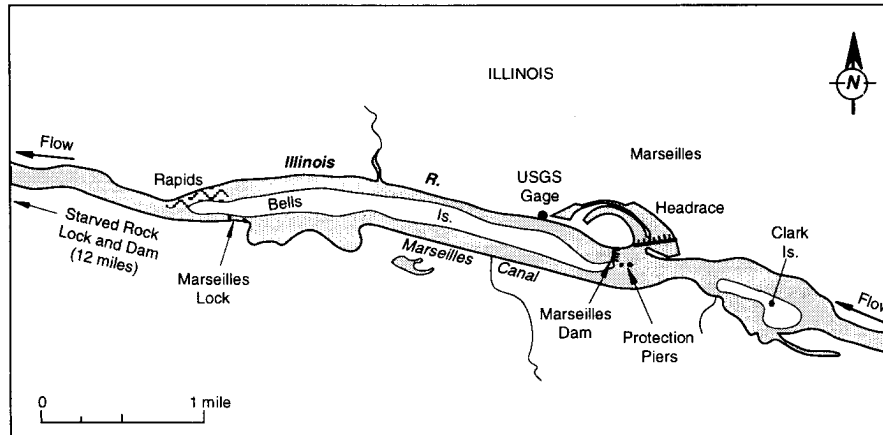 ILLINOIS
N
Flow
Illinois
R.
Marseilles
Rapids
USGS
Gage
Headrace
Bells
Is.
Clark
Is.
Starved Rock
Lock and Dam
(12 miles)
Marseilles
Canal
Marseilles
Lock
Marseilles
Dam
Protection
Piers
Flow
0
1 mile